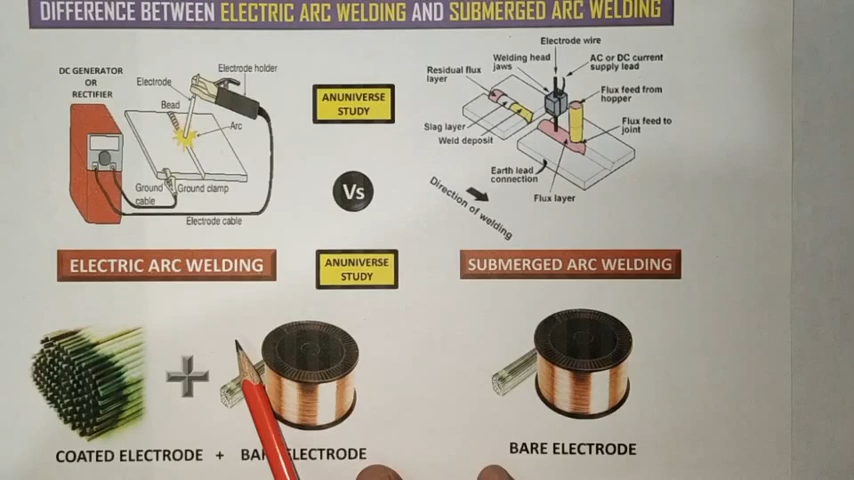 DIFFERENCE BETWEEN ELECTRIC ARC WELDING AND SUBMERGED ARC WELDING
DC GENERATOR
OR
RECTIFIER
Electrode
Electrode holder
Bead
Arc
Ground
cable
Ground clamp
Electrode cable
ANUNIVERSE
STUDY
Vs
Electrode wire
Welding head
jaws
AC or DC current
supply lead
Residual flux
layer
Flux feed from
hopper
Slag layer
Weld deposit
Flux feed to
joint
Earth lead
connection
Flux layer
Direction of welding
ELECTRIC ARC WELDING
ANUNIVERSE
STUDY
SUBMERGED ARC WELDING
COATED ELECTRODE + BARE ELECTRODE
BARE ELECTRODE